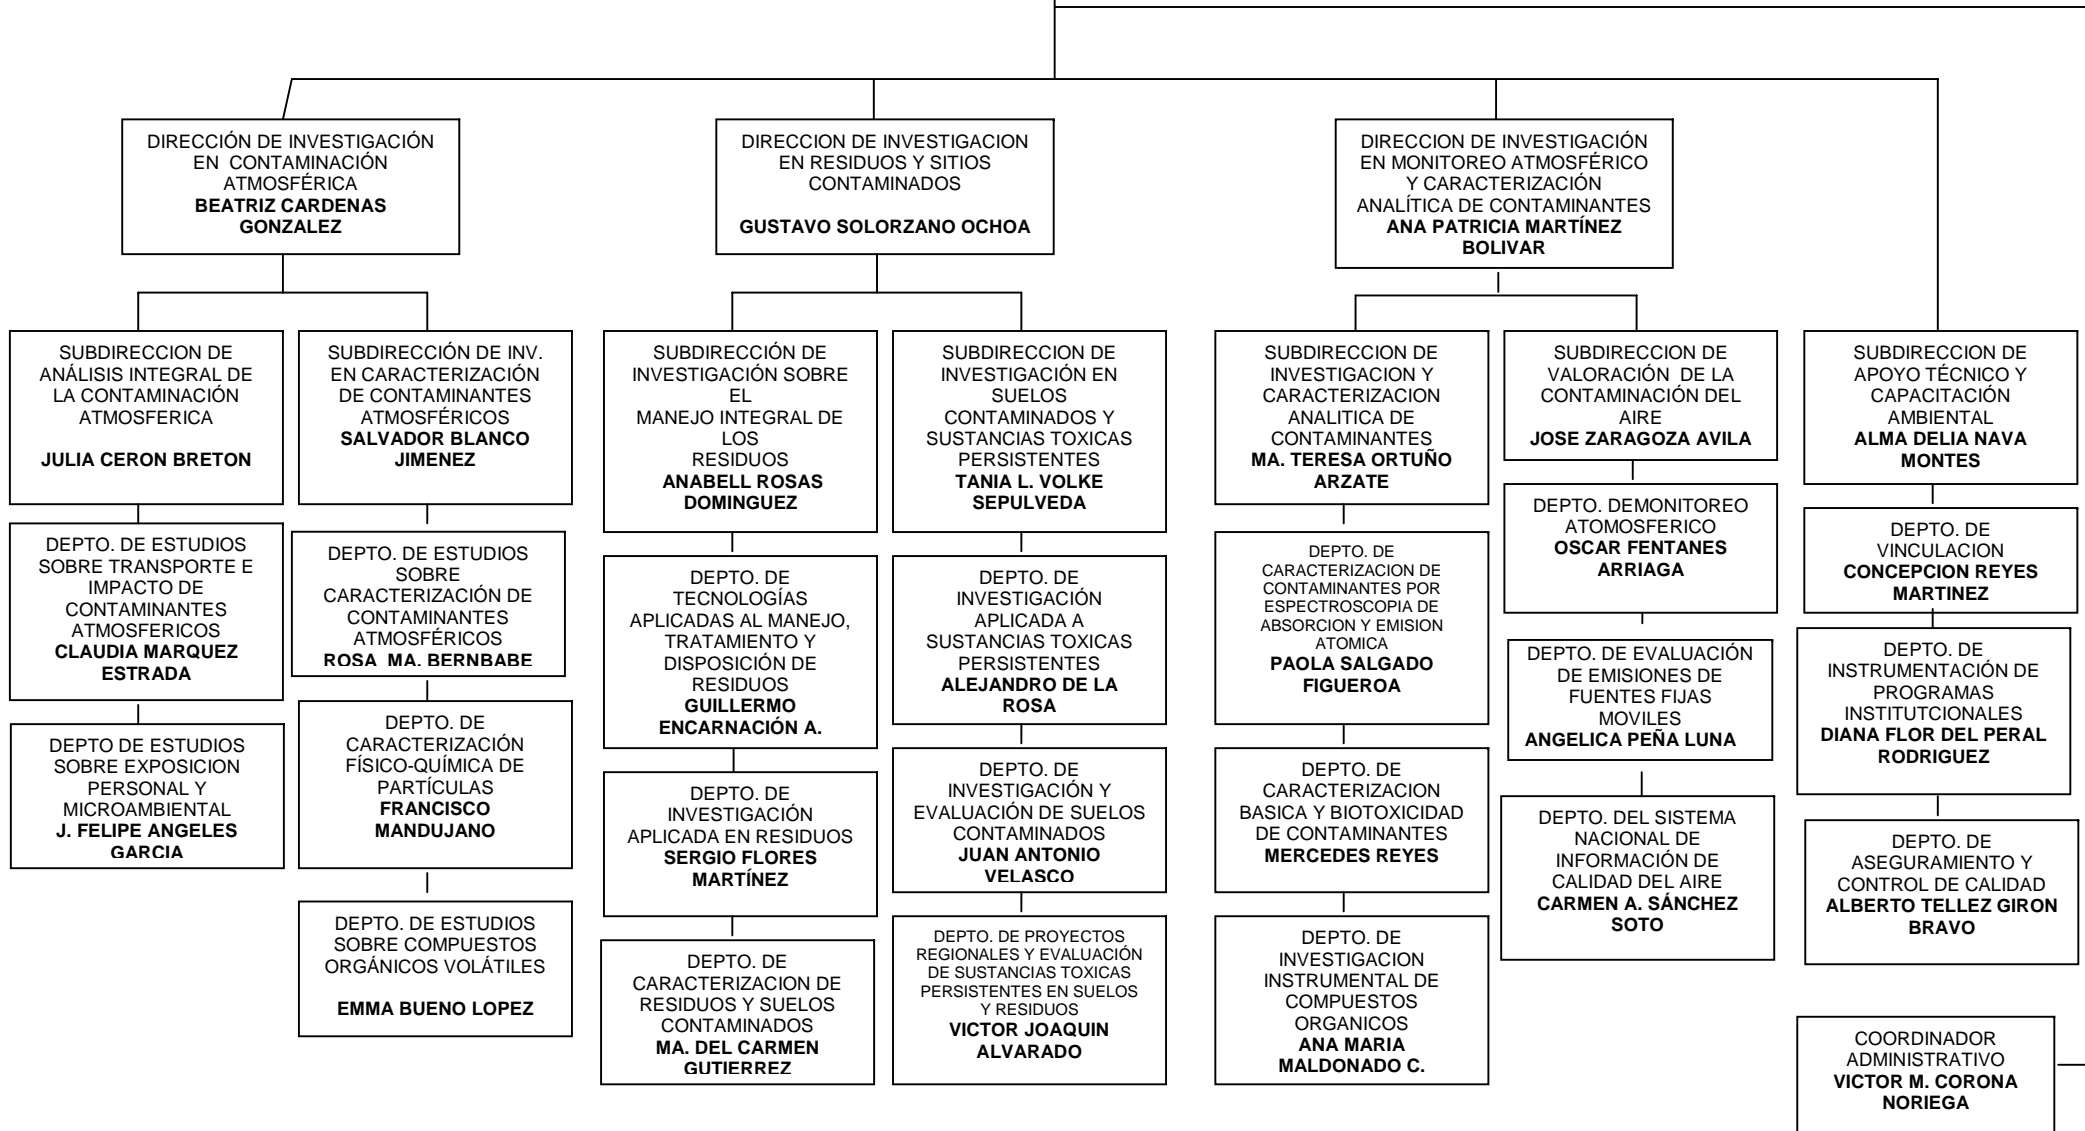 DIRECCIÓN DE INVESTIGACIÓN
EN CONTAMINACIÓN
ATMOSFÉRICA
BEATRIZ CARDENAS
GONZALEZ
DIRECCION DE INVESTIGACION
EN RESIDUOS Y SITIOS
CONTAMINADOS
GUSTAVO SOLORZANO OCHOA
DIRECCION DE INVESTIGACIÓN
EN MONITOREO ATMOSFÉRICO
Y CARACTERIZACIÓN
ANALÍTICA DE CONTAMINANTES
ANA PATRICIA MARTÍNEZ
BOLIVAR
SUBDIRECCION DE
ANÁLISIS INTEGRAL DE
LA CONTAMINACIÓN
ATMOSFERICA
JULIA CERON BRETON
SUBDIRECCIÓN DE INV.
EN CARACTERIZACIÓN
DE CONTAMINANTES
ATMOSFÉRICOS
SALVADOR BLANCO
JIMENEZ
SUBDIRECCIÓN DE
INVESTIGACIÓN SOBRE
EL
MANEJO INTEGRAL DE
LOS
RESIDUOS
ANABELL ROSAS
DOMINGUEZ
SUBDIRECCION DE
INVESTIGACIÓN EN
SUELOS
CONTAMINADOS Y
SUSTANCIAS TOXICAS
PERSISTENTES
TANIA L. VOLKE
SEPULVEDA
SUBDIRECCION DE
INVESTIGACION Y
CARACTERIZACION
ANALITICA DE
CONTAMINANTES
MA. TERESA ORTUÑO
ARZATE
SUBDIRECCION DE
VALORACIÓN DE LA
CONTAMINACIÓN DEL
AIRE
JOSE ZARAGOZA AVILA
SUBDIRECCION DE
APOYO TÉCNICO Y
CAPACITACIÓN
AMBIENTAL
ALMA DELIA NAVA
MONTES
DEPTO. DE ESTUDIOS
SOBRE TRANSPORTE E
IMPACTO DE
CONTAMINANTES
ATMOSFERICOS
CLAUDIA MARQUEZ
ESTRADA
DEPTO. DE ESTUDIOS
SOBRE
CARACTERIZACIÓN DE
CONTAMINANTES
ATMOSFÉRICOS
ROSA MA. BERNBABE
DEPTO. DE
TECNOLOGÍAS
APLICADAS AL MANEJO,
TRATAMIENTO Y
DISPOSICIÓN DE
RESIDUOS
GUILLERMO
ENCARNACIÓN A.
DEPTO. DE
INVESTIGACIÓN
APLICADA A
SUSTANCIAS TOXICAS
PERSISTENTES
ALEJANDRO DE LA
ROSA
DEPTO. DE
CARACTERIZACION DE
CONTAMINANTES POR
ESPECTROSCOPIA DE
ABSORCION Y EMISION
ATOMICA
PAOLA SALGADO
FIGUEROA
DEPTO. DEMONITOREO
ATOMOSFERICO
OSCAR FENTANES
ARRIAGA
DEPTO. DE
VINCULACION
CONCEPCION REYES
MARTINEZ
DEPTO. DE EVALUACIÓN
DE EMISIONES DE
FUENTES FIJAS
MOVILES
ANGELICA PEÑA LUNA
DEPTO. DE
INSTRUMENTACIÓN DE
PROGRAMAS
INSTITUTCIONALES
DIANA FLOR DEL PERAL
RODRIGUEZ
DEPTO DE ESTUDIOS
SOBRE EXPOSICION
PERSONAL Y
MICROAMBIENTAL
J. FELIPE ANGELES
GARCIA
DEPTO. DE
CARACTERIZACIÓN
FÍSICO-QUÍMICA DE
PARTÍCULAS
FRANCISCO
MANDUJANO
DEPTO. DE
INVESTIGACIÓN
APLICADA EN RESIDUOS
SERGIO FLORES
MARTÍNEZ
DEPTO. DE
INVESTIGACIÓN Y
EVALUACIÓN DE SUELOS
CONTAMINADOS
JUAN ANTONIO
VELASCO
DEPTO. DE
CARACTERIZACION
BASICA Y BIOTOXICIDAD
DE CONTAMINANTES
MERCEDES REYES
DEPTO. DEL SISTEMA
NACIONAL DE
INFORMACIÓN DE
CALIDAD DEL AIRE
CARMEN A. SÁNCHEZ
SOTO
DEPTO. DE
ASEGURAMIENTO Y
CONTROL DE CALIDAD
ALBERTO TELLEZ GIRON
BRAVO
DEPTO. DE ESTUDIOS
SOBRE COMPUESTOS
ORGÁNICOS VOLÁTILES
EMMA BUENO LOPEZ
DEPTO. DE
CARACTERIZACION DE
RESIDUOS Y SUELOS
CONTAMINADOS
MA. DEL CARMEN
GUTIERREZ
DEPTO. DE PROYECTOS
REGIONALES Y EVALUACIÓN
DE SUSTANCIAS TOXICAS
PERSISTENTES EN SUELOS
Y RESIDUOS
VICTOR JOAQUIN
ALVARADO
DEPTO. DE
INVESTIGACION
INSTRUMENTAL DE
COMPUESTOS
ORGANICOS
ANA MARIA
MALDONADO C.
COORDINADOR
ADMINISTRATIVO
VICTOR M. CORONA
NORIEGA